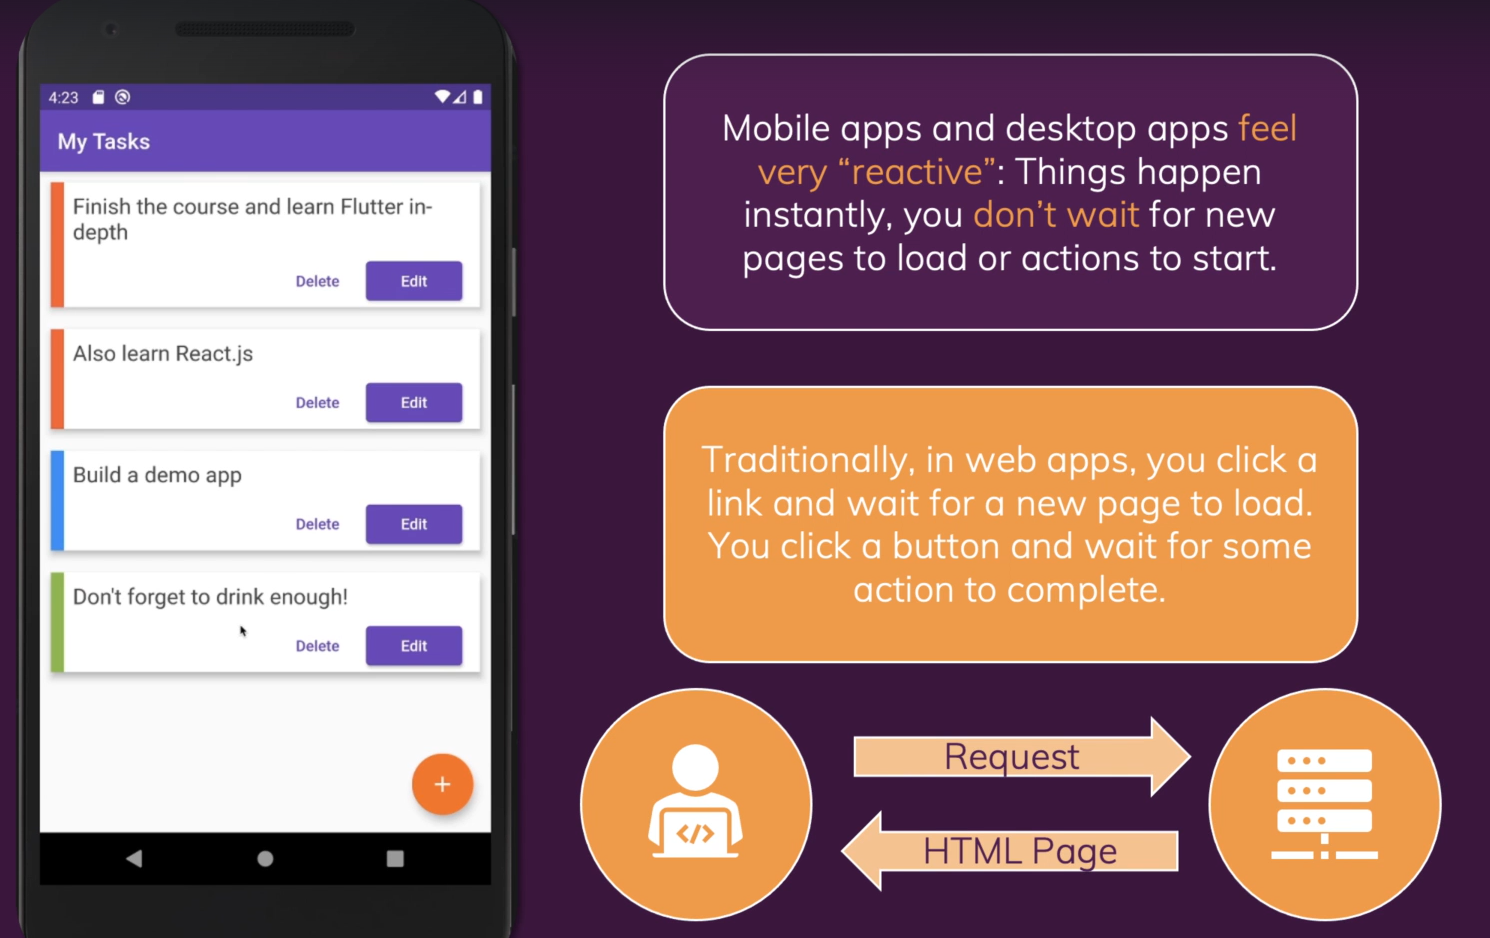 4:23
My Tasks
Finish the course and learn Flutter in-
depth
Delete
Edit
Also learn React.js
Delete
Edit
Build a demo app
Delete
Edit
Don't forget to drink enough!
Delete
Edit
+
Mobile apps and desktop apps feel
very “reactive”: Things happen
instantly, you don’t wait for new
pages to load or actions to start.
Traditionally, in web apps, you click a
link and wait for a new page to load.
You click a button and wait for some
action to complete.
</>
Request
HTML Page